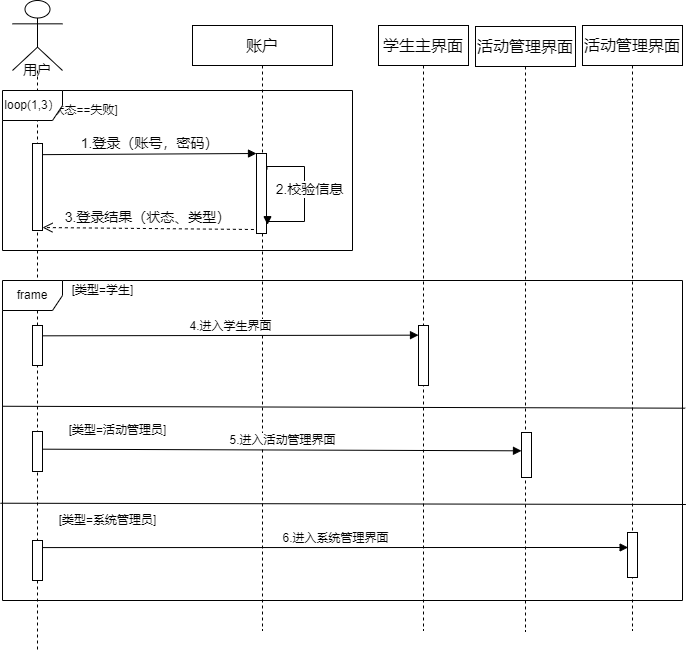 账户
学生主界面
活动管理界面
活动管理界面
用户
loop(1,3)
状态==失败]
1.登录（账号，密码）
2.校验信息
3.登录结果（状态、类型）
frame
[类型=学生]
4.进入学生界面
[类型=活动管理员]
5.进入活动管理界面
[类型=系统管理员]
6.进入系统管理界面